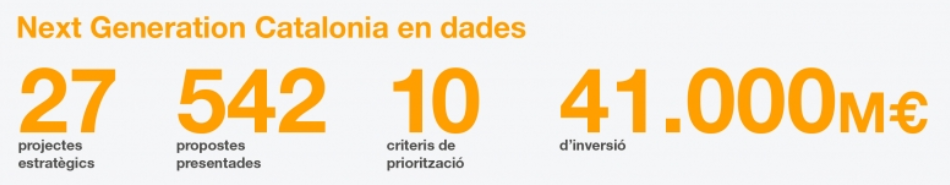 Next Generation Catalonia en dades
27
projectes
estratègics
542
propostes
presentades
10
criteris de
priorització
41.000M€
d'inversió